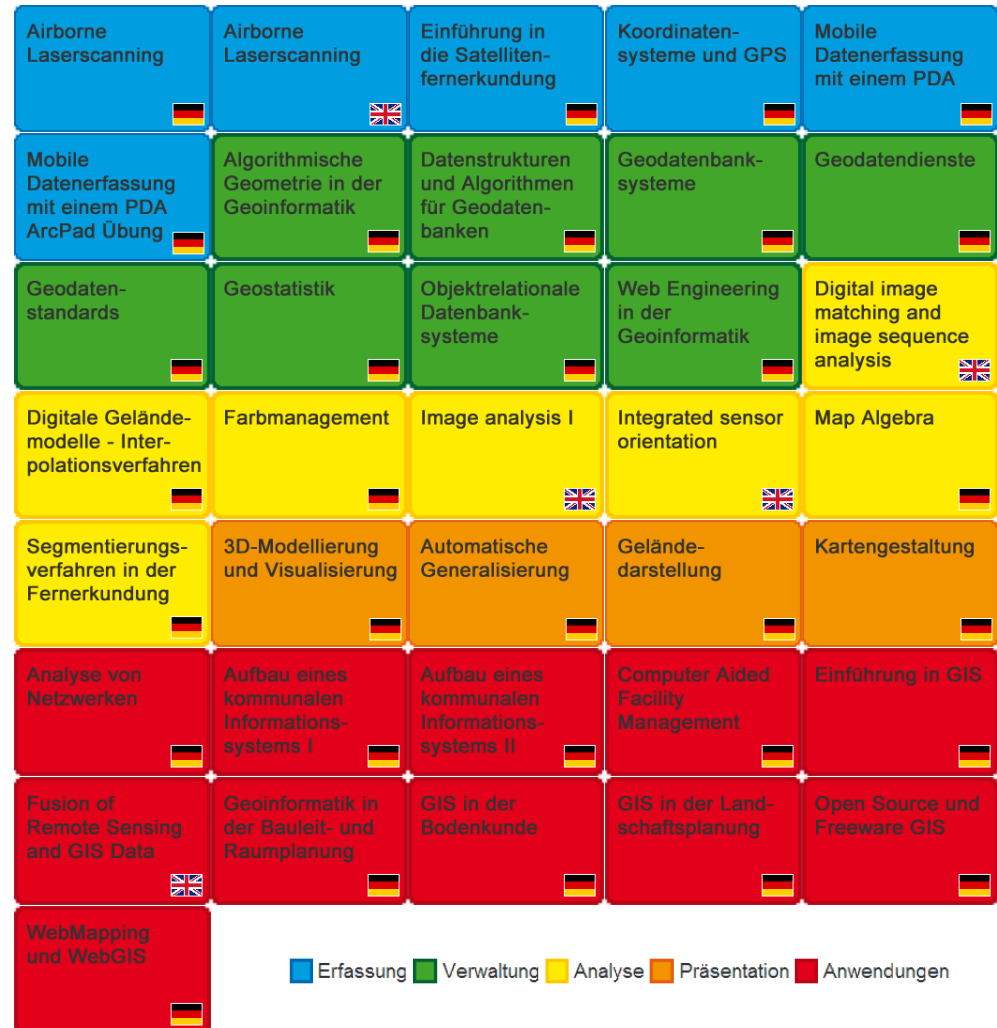 Airborne
Laserscanning
Airborne
Laserscanning
Einführung in
die Satelliten-
fernerkundung
Koordinaten-
systeme und GPS
Mobile
Datenerfassung
mit einem PDA
Mobile
Datenerfassung
mit einem PDA
ArcPad Übung
Algorithmische
Geometrie in der
Geoinformatik
Datenstrukturen
und Algorithmen
für Geodaten-
banken
Geodatenbank-
systeme
Geodatendienste
Geodaten-
standards
Geostatistik
Objektrelationale
Datenbank-
systeme
Web Engineering
in der
Geoinformatik
Digital image
matching and
image sequence
analysis
Digitale Gelände-
modelle - Inter-
polationsverfahren
Farbmanagement
Image analysis I
Integrated sensor
orientation
Map Algebra
Segmentierungs-
verfahren in der
Fernerkundung
3D-Modellierung
und Visualisierung
Automatische
Generalisierung
Gelände-
darstellung
Kartengestaltung
Analyse von
Netzwerken
Aufbau eines
kommunalen
Informations-
systems I
Aufbau eines
kommunalen
Informations-
systems II
Computer Aided
Facility
Management
Einführung in GIS
Fusion of
Remote Sensing
and GIS Data
Geoinformatik in
der Bauleit- und
Raumplanung
GIS in der
Bodenkunde
GIS in der Land-
schaftsplanung
Open Source und
Freeware GIS
WebMapping
und WebGIS
Erfassung Verwaltung Analyse Präsentation Anwendungen